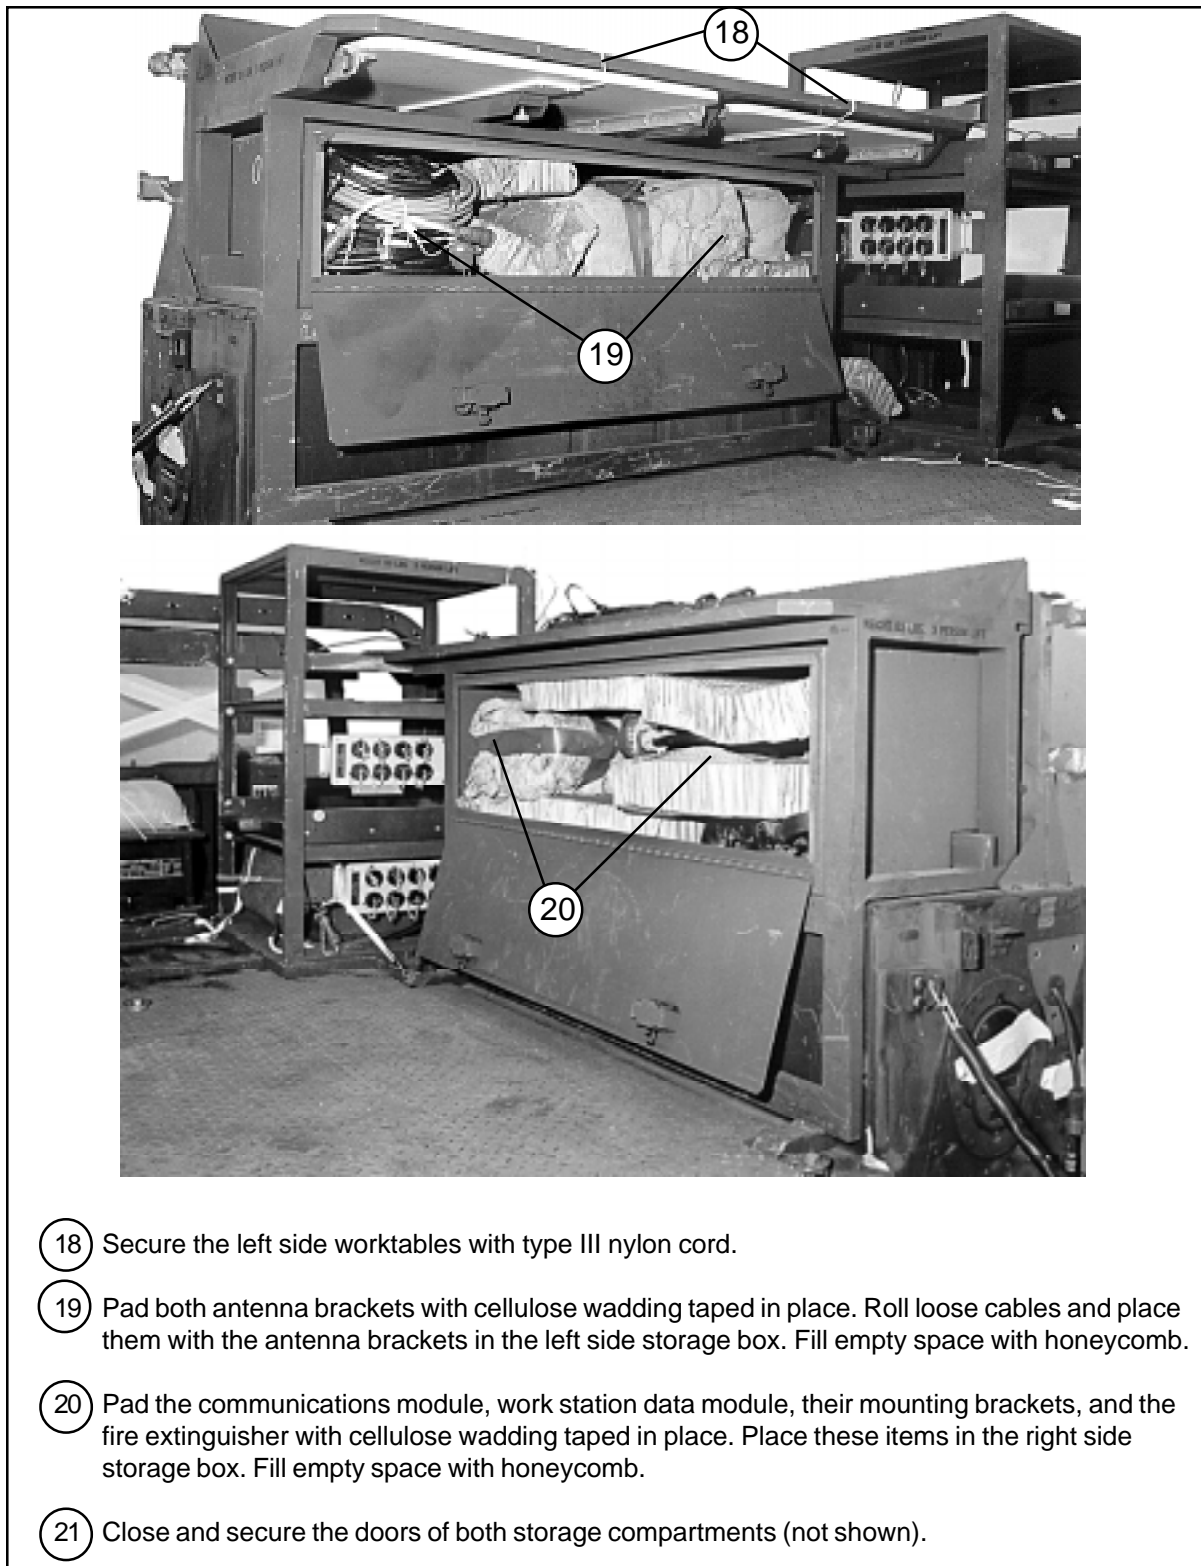 18
19
20
18 Secure the left side worktables with type III nylon cord.
19 Pad both antenna brackets with cellulose wadding taped in place. Roll loose cables and place
them with the antenna brackets in the left side storage box. Fill empty space with honeycomb.
20 Pad the communications module, work station data module, their mounting brackets, and the
fire extinguisher with cellulose wadding taped in place. Place these items in the right side
storage box. Fill empty space with honeycomb.
21 Close and secure the doors of both storage compartments (not shown).